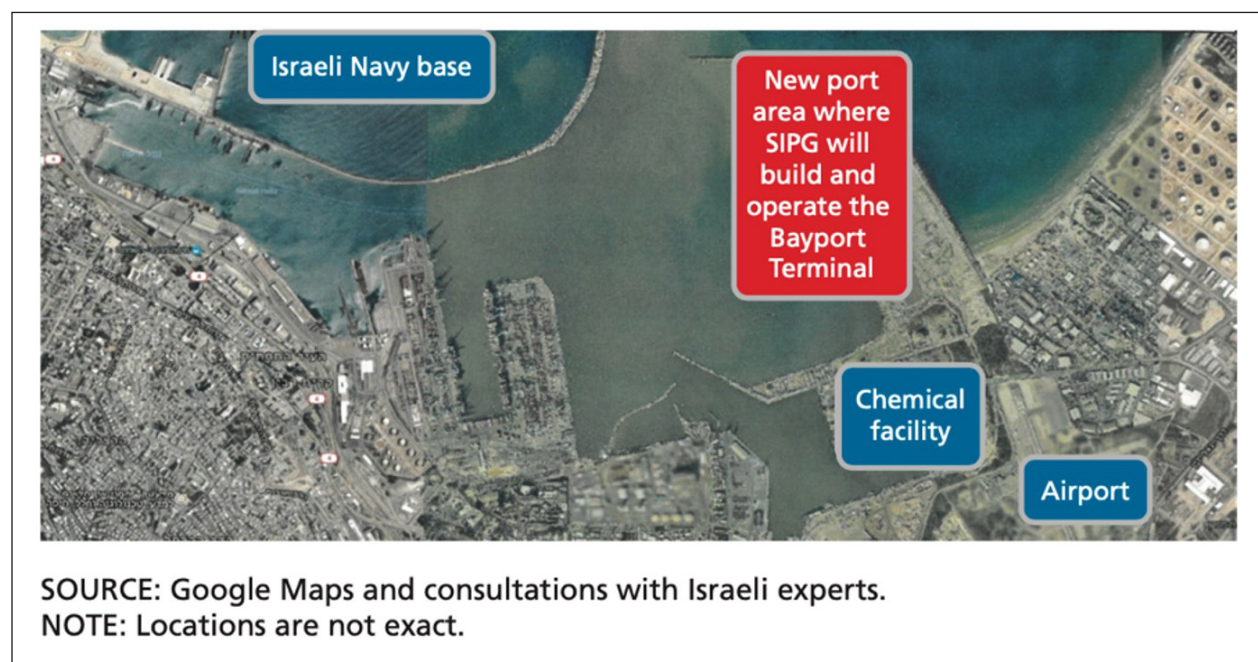 Israeli Navy base
New port
area where
SIPG will
build and
operate the
Bayport
Terminal
Chemical
facility
Airport
SOURCE: Google Maps and consultations with Israeli experts.
NOTE: Locations are not exact.